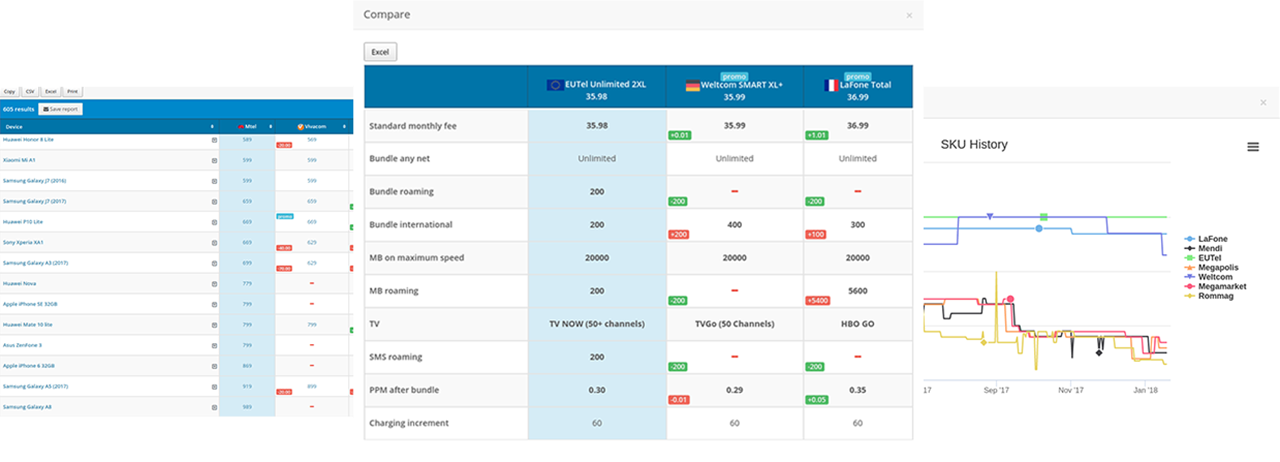 Copy CSV Excel Print
605 results Save report
Device Mtel Vivacom
Huawei Honor 8 Lite 589 569
-20.00
Xiaomi Mi A1 599 599
Samsung Galaxy J7 (2016) 599 599
Samsung Galaxy J7 (2017) 659 659
promo
Huawei P10 Lite 669 669
Sony Xperia XA1 669 629
-40.00
Samsung Galaxy A3 (2017) 699 629
-70.00
Huawei Nova 779 –
Apple iPhone SE 32GB 799 –
Huawei Mate 10 lite 799 799
Asus ZenFone 3 799 –
Apple iPhone 6 32GB 869 –
Samsung Galaxy A5 (2017) 919 899
-20.00
Samsung Galaxy A8 989 –
Compare ×
Excel
promo promo
EUTel Unlimited 2XL Weltcom SMART XL+ LaFone Total
35.98 35.99 36.99
Standard monthly fee 35.98 35.99 36.99
+0.01 +1.01
Bundle any net Unlimited Unlimited Unlimited
Bundle roaming 200 – –
-200 -200
Bundle international 200 400 300
+200 +100
MB on maximum speed 20000 20000 20000
MB roaming 200 – 5600
-200 +5400
TV TV NOW (50+ channels) TVGo (50 Channels) HBO GO
SMS roaming 200 – –
-200 -200
PPM after bundle 0.30 0.29 0.35
-0.01 +0.05
Charging increment 60 60 60
×
SKU History
LaFone
Mendi
EUTel
Megapolis
Weltcom
Megamarket
Rommag
17 Sep '17 Nov '17 Jan '18